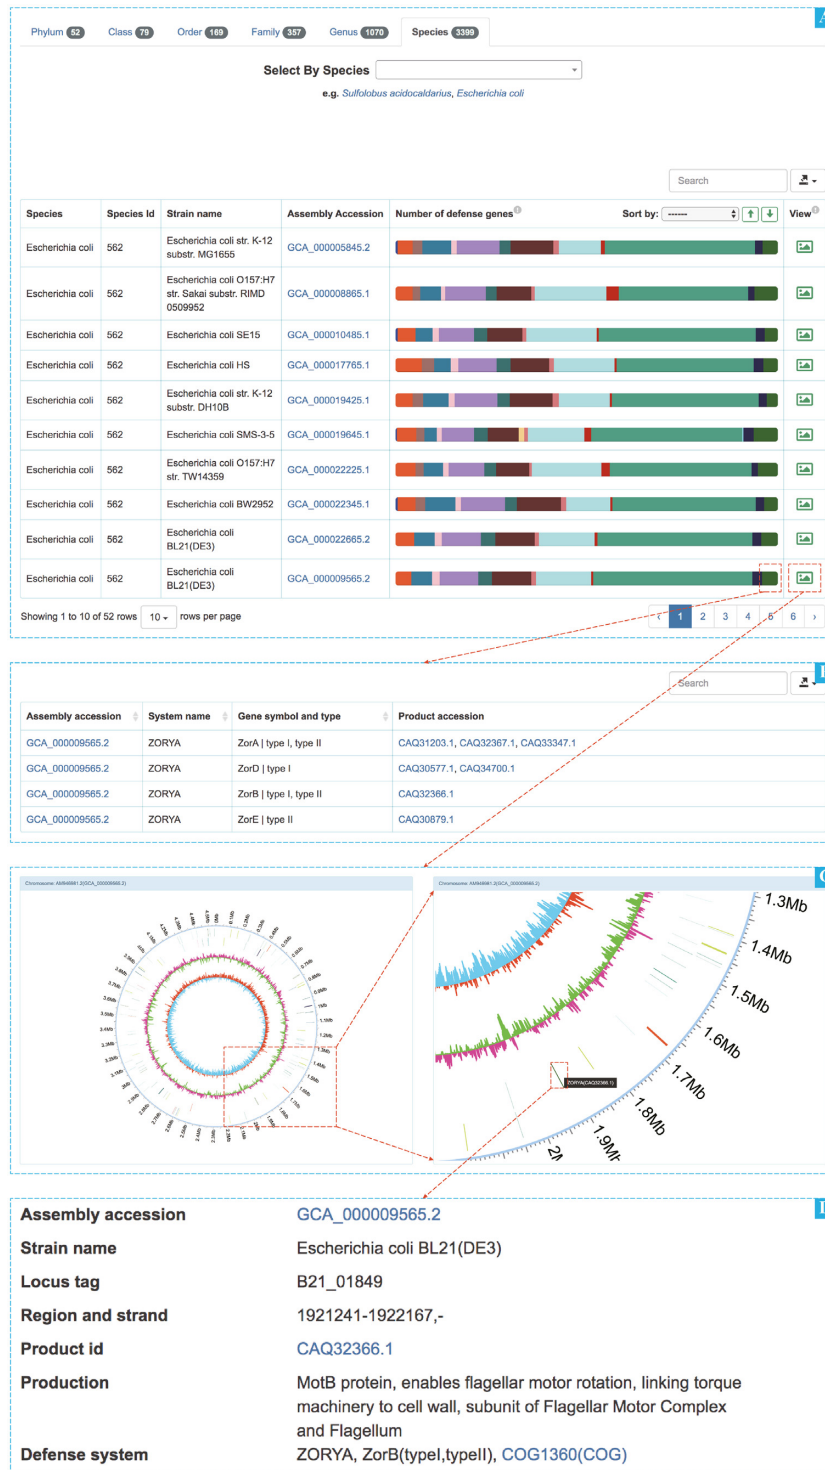 A
Phylum 52 Class 79 Order 169 Family 357 Genus 1070 Species 3399
Select By Species
e.g. Sulfolobus acidocaldarius, Escherichia coli
Search
Species Species Id Strain name Assembly Accession Number of defense genes Sort by: ------ View
Escherichia coli 562 Escherichia coli str. K-12 substr. MG1655 GCA_000005845.2
Escherichia coli 562 Escherichia coli O157:H7 str. Sakai substr. RIMD 0509952 GCA_000008865.1
Escherichia coli 562 Escherichia coli SE15 GCA_000010485.1
Escherichia coli 562 Escherichia coli HS GCA_000017765.1
Escherichia coli 562 Escherichia coli str. K-12 substr. DH10B GCA_000019425.1
Escherichia coli 562 Escherichia coli SMS-3-5 GCA_000019645.1
Escherichia coli 562 Escherichia coli O157:H7 str. TW14359 GCA_000022225.1
Escherichia coli 562 Escherichia coli BW2952 GCA_000022345.1
Escherichia coli 562 Escherichia coli BL21(DE3) GCA_000022665.2
Escherichia coli 562 Escherichia coli BL21(DE3) GCA_000009565.2
Showing 1 to 10 of 52 rows 10 rows per page ‹ 1 2 3 4 5 6 ›
Search
Assembly accession System name Gene symbol and type Product accession
GCA_000009565.2 ZORYA ZorA | type I, type II CAQ31203.1, CAQ32367.1, CAQ33347.1
GCA_000009565.2 ZORYA ZorD | type I CAQ30577.1, CAQ34700.1
GCA_000009565.2 ZORYA ZorB | type I, type II CAQ32366.1
GCA_000009565.2 ZORYA ZorE | type II CAQ30879.1
Chromosome: AM946981.2(GCA_000009565.2)
Chromosome: AM946981.2(GCA_000009565.2)
1.3Mb
1.4Mb
1.5Mb
1.6Mb
1.7Mb
1.8Mb
1.9Mb
ZORYA(CAQ32366.1)
Assembly accession GCA_000009565.2
Strain name Escherichia coli BL21(DE3)
Locus tag B21_01849
Region and strand 1921241-1922167,-
Product id CAQ32366.1
Production MotB protein, enables flagellar motor rotation, linking torque
machinery to cell wall, subunit of Flagellar Motor Complex
and Flagellum
Defense system ZORYA, ZorB(typeI,typeII), COG1360(COG)